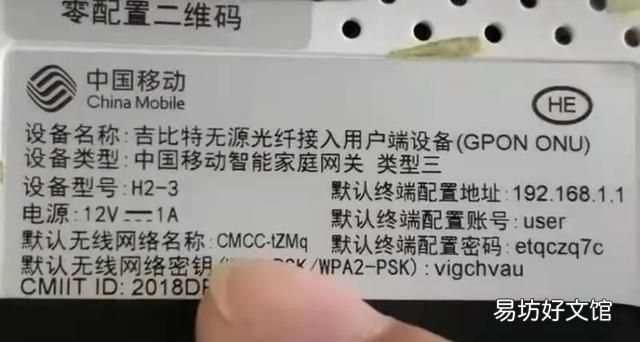 零配置二维码
中国移动
China Mobile
HE
设备名称:吉比特无源光纤接入用户端设备(GPON ONU)
设备类型:中国移动智能家庭网关 类型三
设备型号:H2-3
默认终端配置地址:192.168.1.1
电源:12V⎓1A
默认终端配置账号:user
默认无线网络名称:CMCC-tZMq
默认终端配置密码:etqczq7c
默认无线网络密钥 /WPA2-PSK):vigchvau
CMIIT ID: 2018DP
易坊好文馆